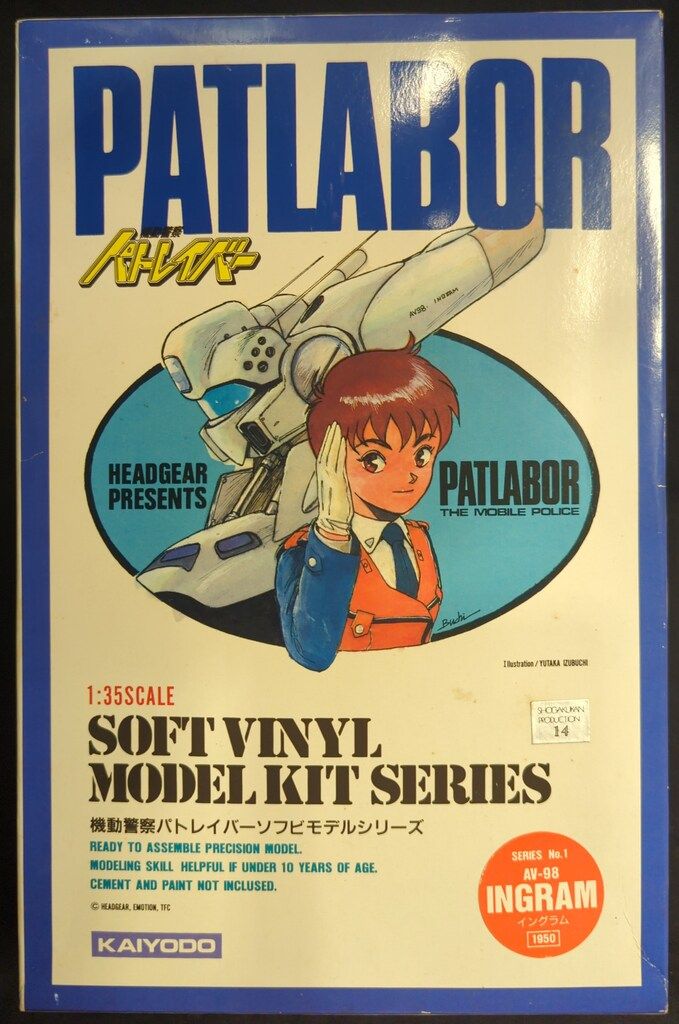 PATLABOR
機動警察
パトレイバー
AV98. INGRAM
HEADGEAR
PRESENTS
PATLABOR
THE MOBILE POLICE
Buchi
Illustration / YUTAKA IZUBUCHI
1:35SCALE
SHOGAKUKAN
PRODUCTION
14
SOFT VINYL
MODEL KIT SERIES
機動警察パトレイバーソフビモデルシリーズ
READY TO ASSEMBLE PRECISION MODEL.
MODELING SKILL HELPFUL IF UNDER 10 YEARS OF AGE.
CEMENT AND PAINT NOT INCLUSED.
© HEADGEAR, EMOTION, TFC
KAIYODO
SERIES No.1
AV-98
INGRAM
イングラム
1950